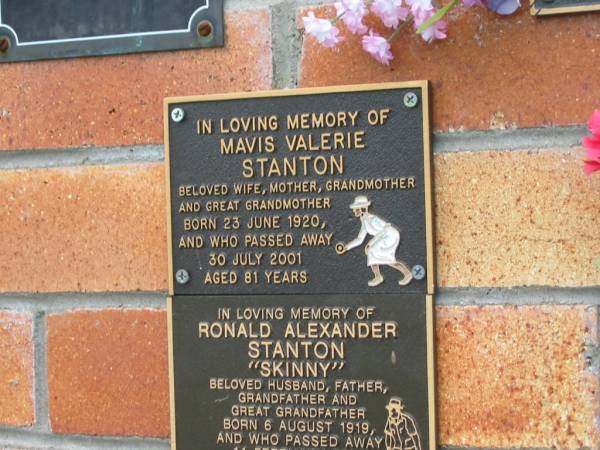 IN LOVING MEMORY OF
MAVIS VALERIE
STANTON
BELOVED WIFE, MOTHER, GRANDMOTHER
AND GREAT GRANDMOTHER
BORN 23 JUNE 1920,
AND WHO PASSED AWAY
30 JULY 2001
AGED 81 YEARS
IN LOVING MEMORY OF
RONALD ALEXANDER
STANTON
"SKINNY"
BELOVED HUSBAND, FATHER,
GRANDFATHER AND
GREAT GRANDFATHER
BORN 6 AUGUST 1919,
AND WHO PASSED AWAY